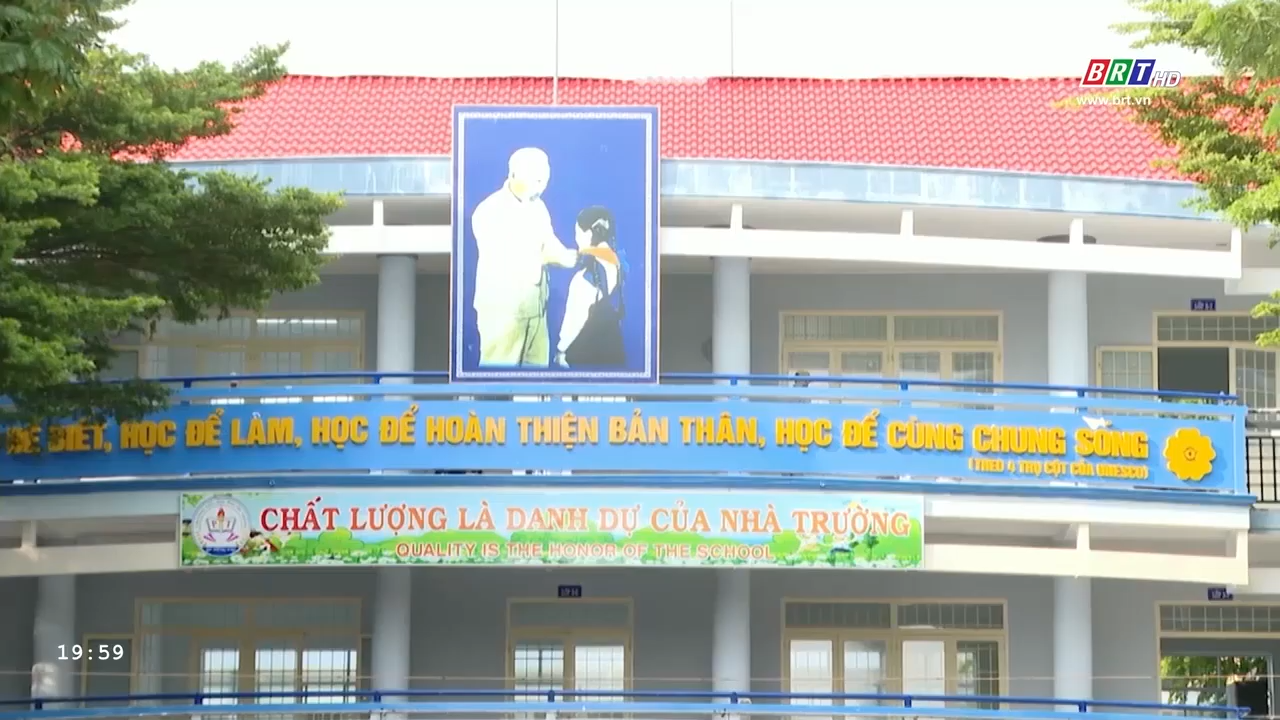 BRT HD
www.brt.vn
BIẾT, HỌC ĐỂ LÀM, HỌC ĐỂ HOÀN THIỆN BẢN THÂN, HỌC ĐỂ CÙNG CHUNG SỐNG
(THEO 4 TRỤ CỘT CỦA UNESCO)
CHẤT LƯỢNG LÀ DANH DỰ CỦA NHÀ TRƯỜNG
QUALITY IS THE HONOR OF THE SCHOOL
19:59